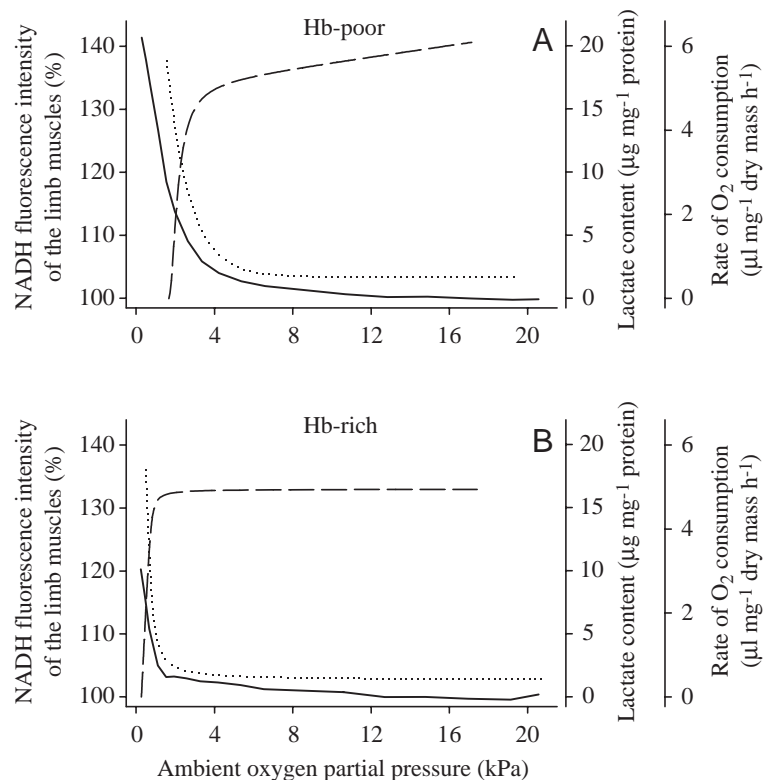 Hb-poor
A
NADH fluorescence intensity
of the limb muscles (%)
140
130
120
110
100
0
4
8
12
16
20
20
15
10
5
0
Lactate content (µg mg-1 protein)
6
4
2
0
Rate of O2 consumption
(µl mg-1 dry mass h-1)
Hb-rich
B
NADH fluorescence intensity
of the limb muscles (%)
140
130
120
110
100
0
4
8
12
16
20
Ambient oxygen partial pressure (kPa)
20
15
10
5
0
Lactate content (µg mg-1 protein)
6
4
2
0
Rate of O2 consumption
(µl mg-1 dry mass h-1)